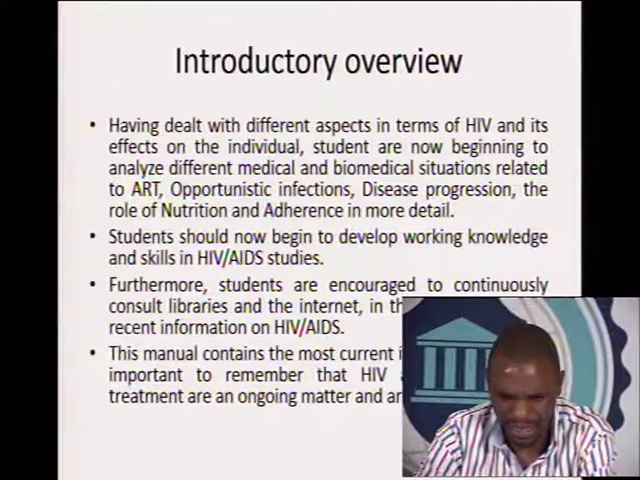 Introductory overview
• Having dealt with different aspects in terms of HIV and its
effects on the individual, student are now beginning to
analyze different medical and biomedical situations related
to ART, Opportunistic infections, Disease progression, the
role of Nutrition and Adherence in more detail.
• Students should now begin to develop working knowledge
and skills in HIV/AIDS studies.
• Furthermore, students are encouraged to continuously
consult libraries and the internet, in
recent information on HIV/AIDS.
• This manual contains the most current
important to remember that HIV
treatment are an ongoing matter and